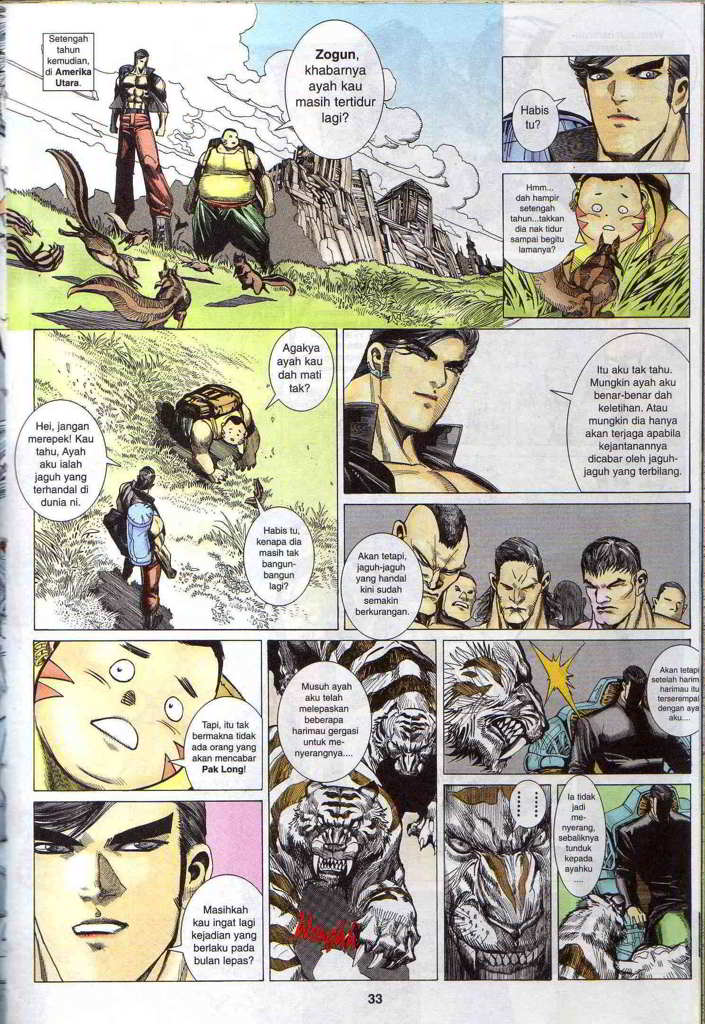 Setengah
tahun
kemudian,
di Amerika
Utara.
Zogun,
khabarnya
ayah kau
masih tertidur
lagi?
Habis
tu?
Hmm...
dah hampir
setengah
tahun...takkan
dia nak tidur
sampai begitu
lamanya?
Agakya
ayah kau
dah mati
tak?
Hei, jangan
merepek! Kau
tahu, Ayah
aku ialah
jaguh yang
terhandal di
dunia ni.
Habis tu,
kenapa dia
masih tak
bangun-
bangun
lagi?
Itu aku tak tahu.
Mungkin ayah aku
benar-benar dah
keletihan. Atau
mungkin dia hanya
akan terjaga apabila
kejantanannya
dicabar oleh jaguh-
jaguh yang terbilang.
Akan tetapi,
jaguh-jaguh
yang handal
kini sudah
semakin
berkurangan.
Tapi, itu tak
bermakna tidak
ada orang yang
akan mencabar
Pak Long!
Masihkah
kau ingat lagi
kejadian yang
berlaku pada
bulan lepas?
Musuh ayah
aku telah
melepaskan
beberapa
harimau gergasi
untuk me-
nyerangnya....
Akan tetapi
setelah harim
harimau itu
terserempa
dengan aya
aku....
Ia tidak
jadi
me-
nyerang,
sebaliknya
tunduk
kepada
ayahku
....
33